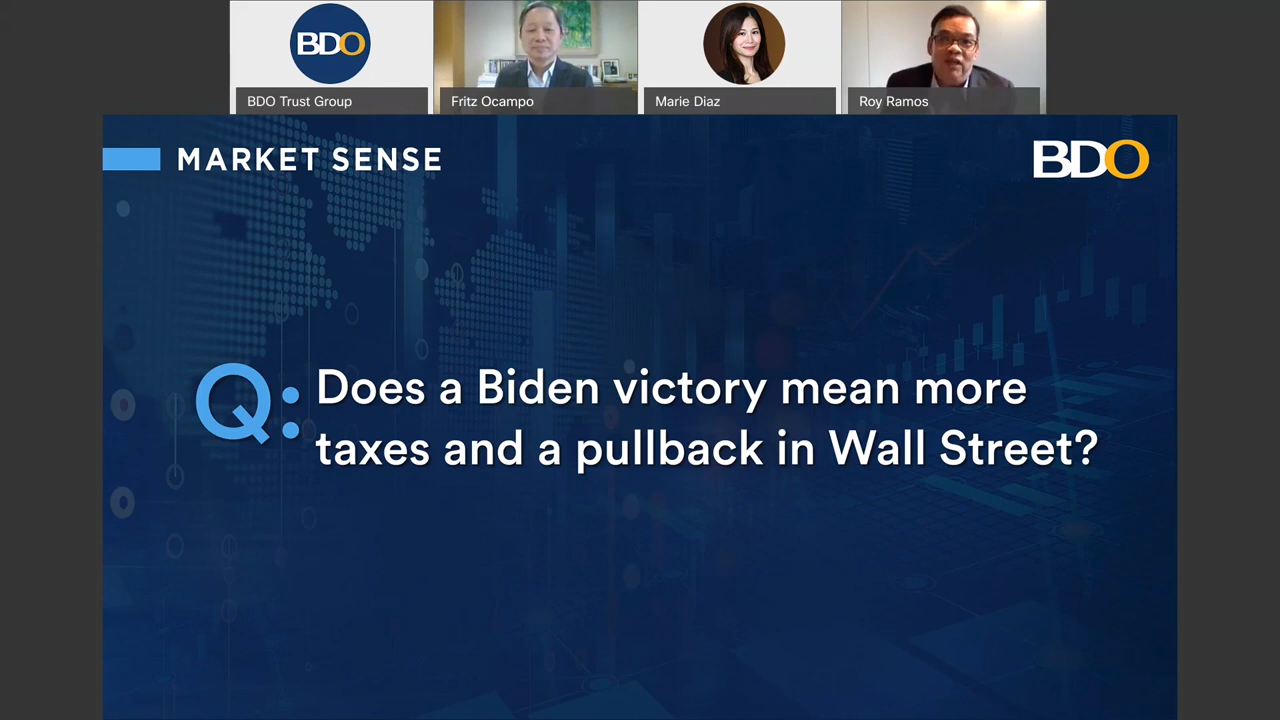 BDO
BDO Trust Group
Fritz Ocampo
Marie Diaz
Roy Ramos
MARKET SENSE
BDO
Q: Does a Biden victory mean more
taxes and a pullback in Wall Street?